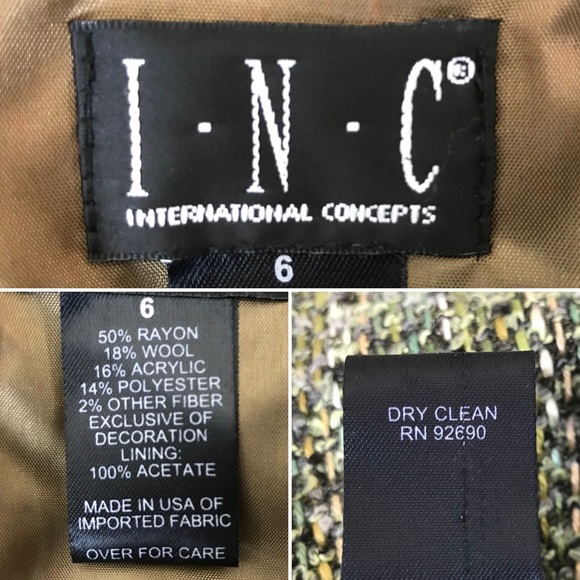 I·N·C®
INTERNATIONAL CONCEPTS
6
6
50% RAYON
18% WOOL
16% ACRYLIC
14% POLYESTER
2% OTHER FIBER
EXCLUSIVE OF
DECORATION
LINING:
100% ACETATE
MADE IN USA OF
IMPORTED FABRIC
OVER FOR CARE
DRY CLEAN
RN 92690